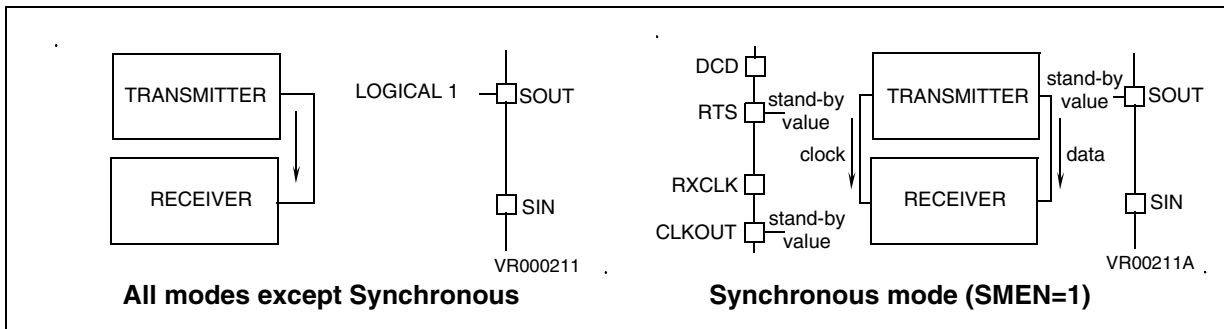 TRANSMITTER
RECEIVER
LOGICAL 1
SOUT
SIN
VR000211
All modes except Synchronous
DCD
RTS
stand-by
value
clock
RXCLK
CLKOUT
stand-by
value
TRANSMITTER
RECEIVER
data
stand-by
value
SOUT
SIN
VR00211A
Synchronous mode (SMEN=1)